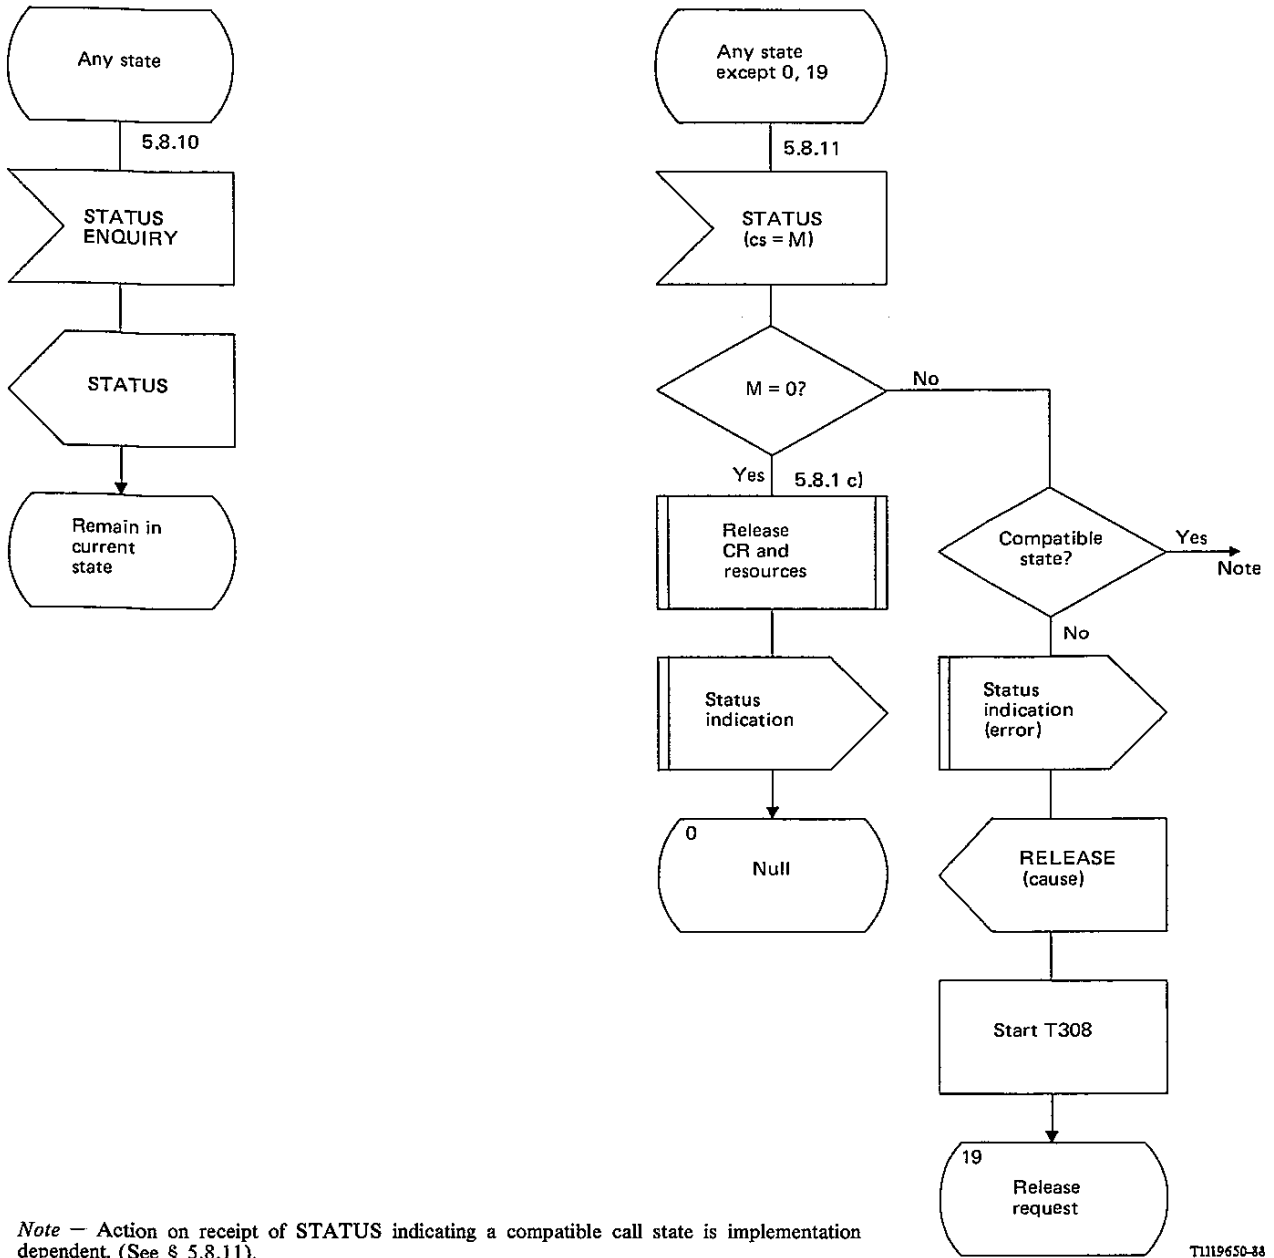 Any state
5.8.10
STATUS
ENQUIRY
STATUS
Remain in
current
state
Any state
except 0, 19
5.8.11
STATUS
(cs = M)
M = 0?
No
Yes
5.8.1 c)
Release
CR and
resources
Status
indication
0
Null
Compatible
state?
Yes
Note
No
Status
indication
(error)
RELEASE
(cause)
Start T308
19
Release
request
Note — Action on receipt of STATUS indicating a compatible call state is implementation
dependent. (See § 5.8.11).
T1119650-88